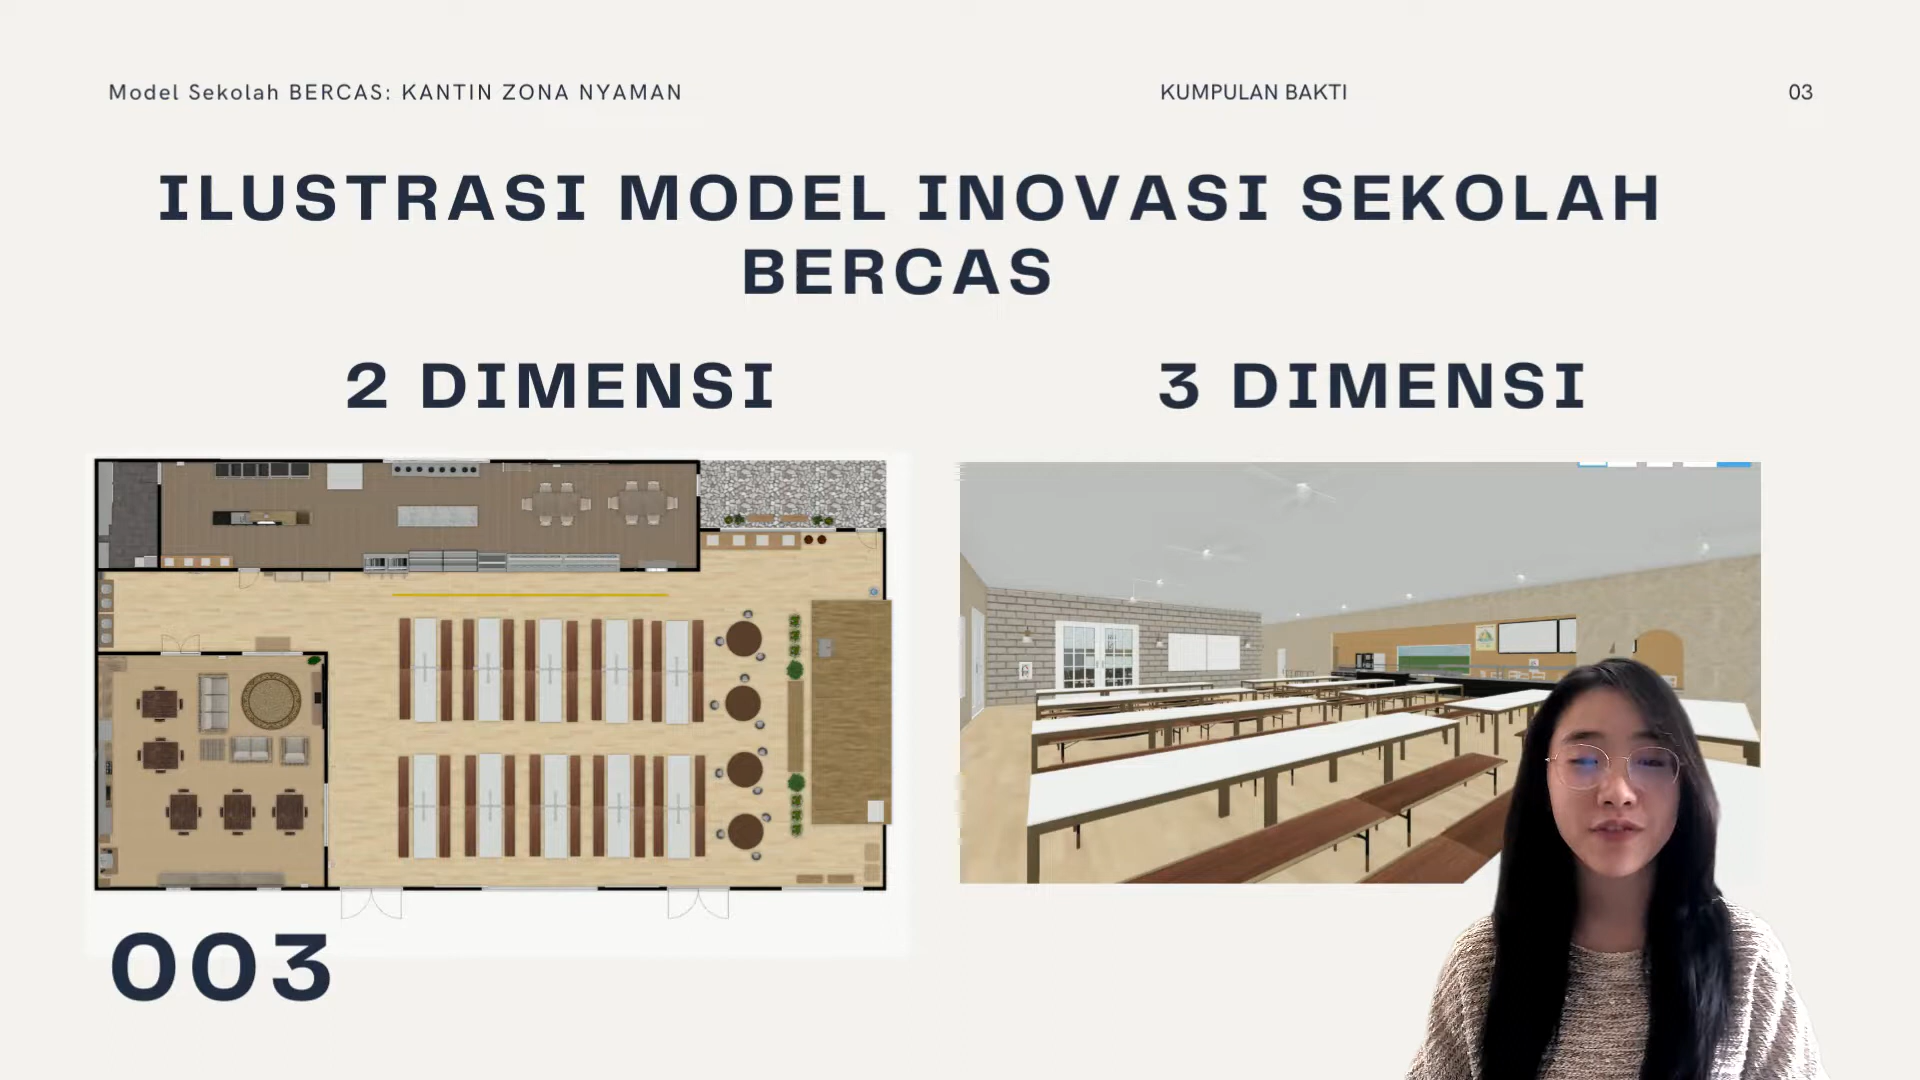 Model Sekolah BERCAS: KANTIN ZONA NYAMAN
KUMPULAN BAKTI
03
ILUSTRASI MODEL INOVASI SEKOLAH
BERCAS
2 DIMENSI
3 DIMENSI
003